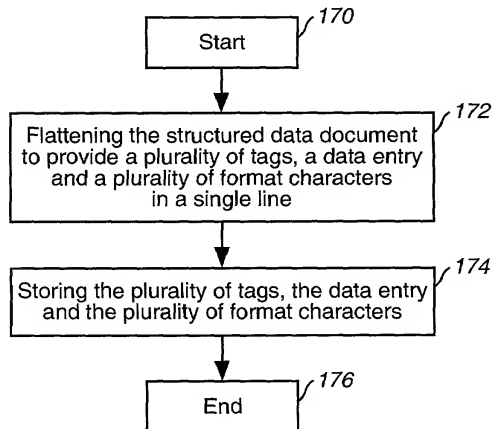 170
Start
172
Flattening the structured data document
to provide a plurality of tags, a data entry
and a plurality of format characters
in a single line
174
Storing the plurality of tags, the data entry
and the plurality of format characters
176
End